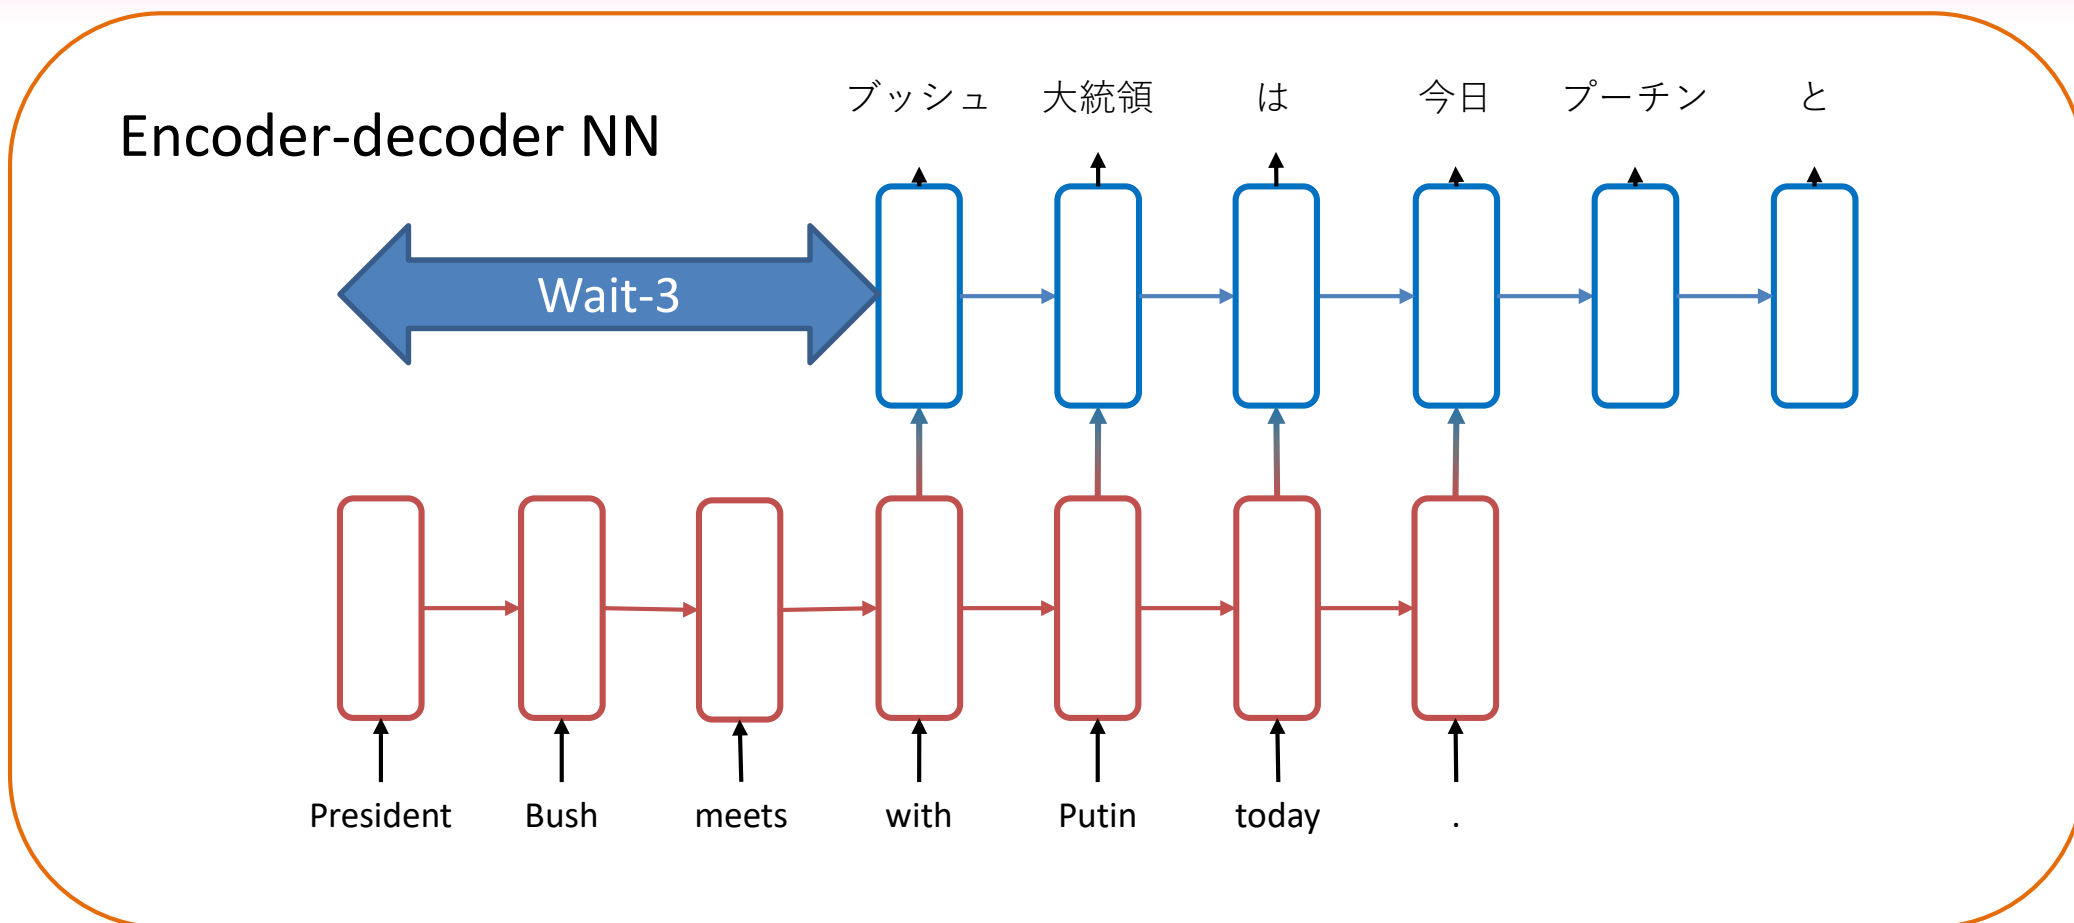 ブッシュ 大統領 は 今日 プーチン と
Encoder-decoder NN
Wait-3
President Bush meets with Putin today .